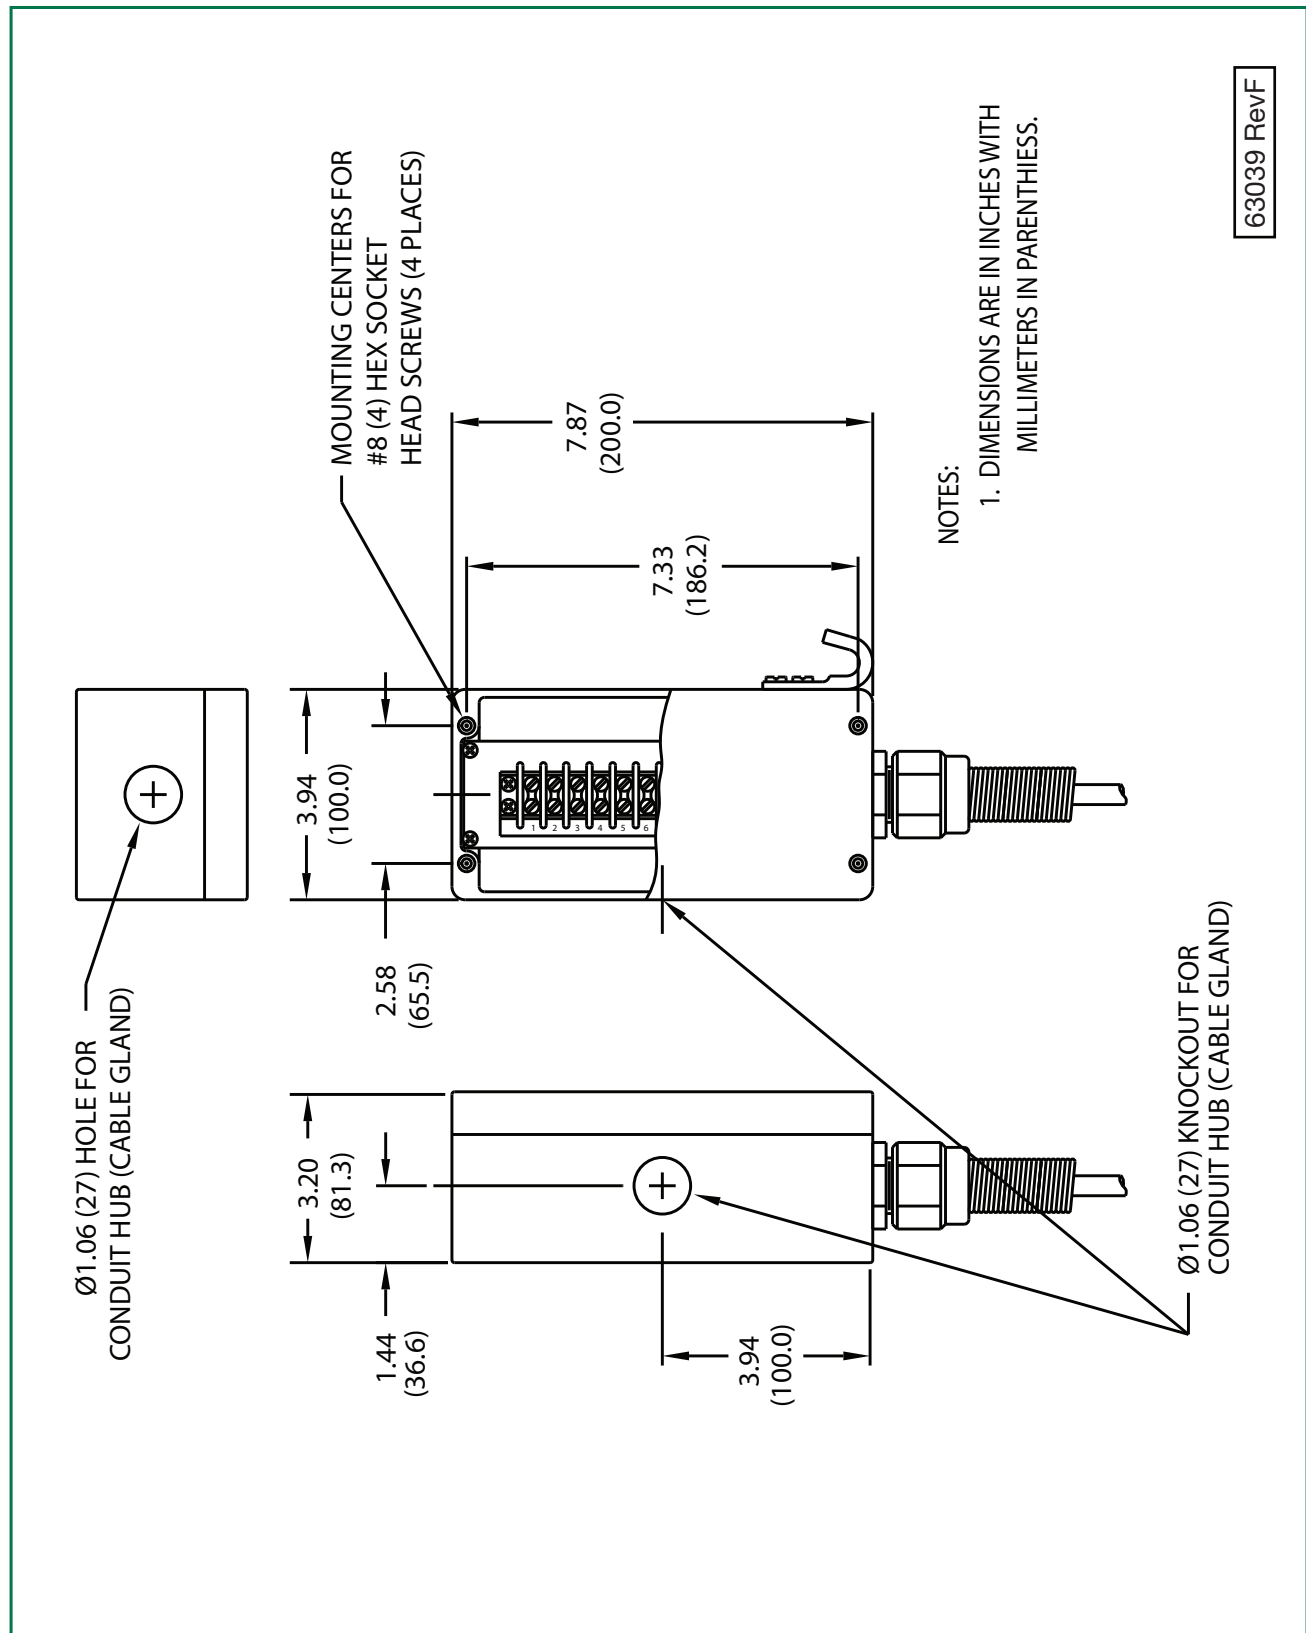 Ø1.06 (27) HOLE FOR
CONDUIT HUB (CABLE GLAND)
MOUNTING CENTERS FOR
#8 (4) HEX SOCKET
HEAD SCREWS (4 PLACES)
3.20
(81.3)
3.94
(100.0)
1.44
(36.6)
2.58
(65.5)
1
2
3
4
5
6
7.87
(200.0)
7.33
(186.2)
3.94
(100.0)
NOTES:
1. DIMENSIONS ARE IN INCHES WITH
MILLIMETERS IN PARENTHIESS.
Ø1.06 (27) KNOCKOUT FOR
CONDUIT HUB (CABLE GLAND)
63039 RevF